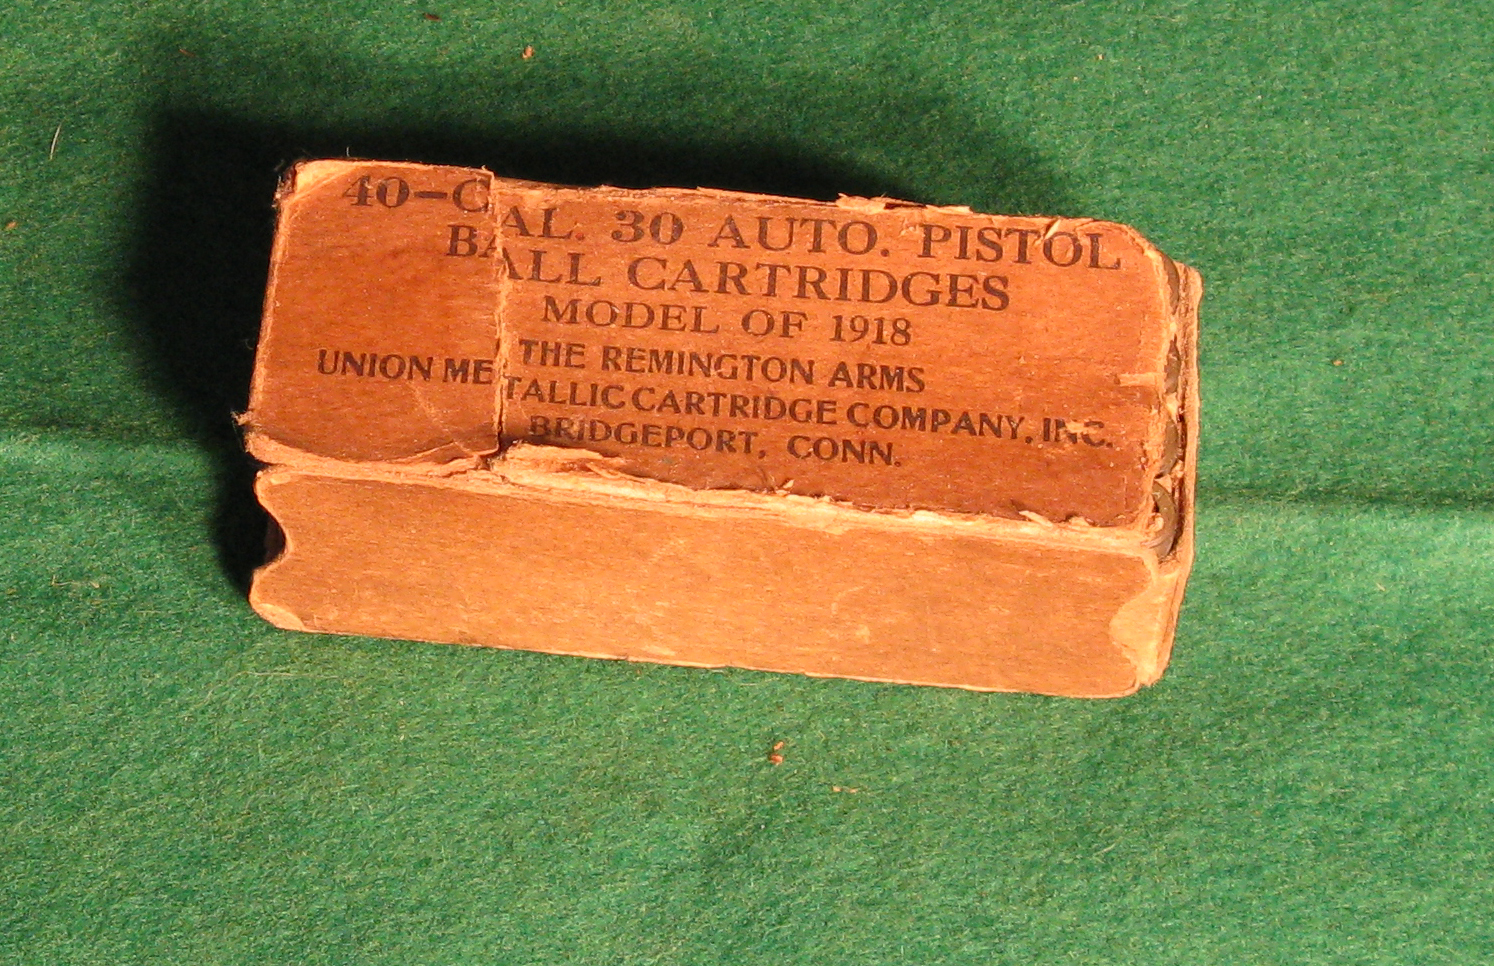 40-CAL. 30 AUTO. PISTOL
BALL CARTRIDGES
MODEL OF 1918
THE REMINGTON ARMS
UNION METALLIC CARTRIDGE COMPANY, INC.
BRIDGEPORT, CONN.